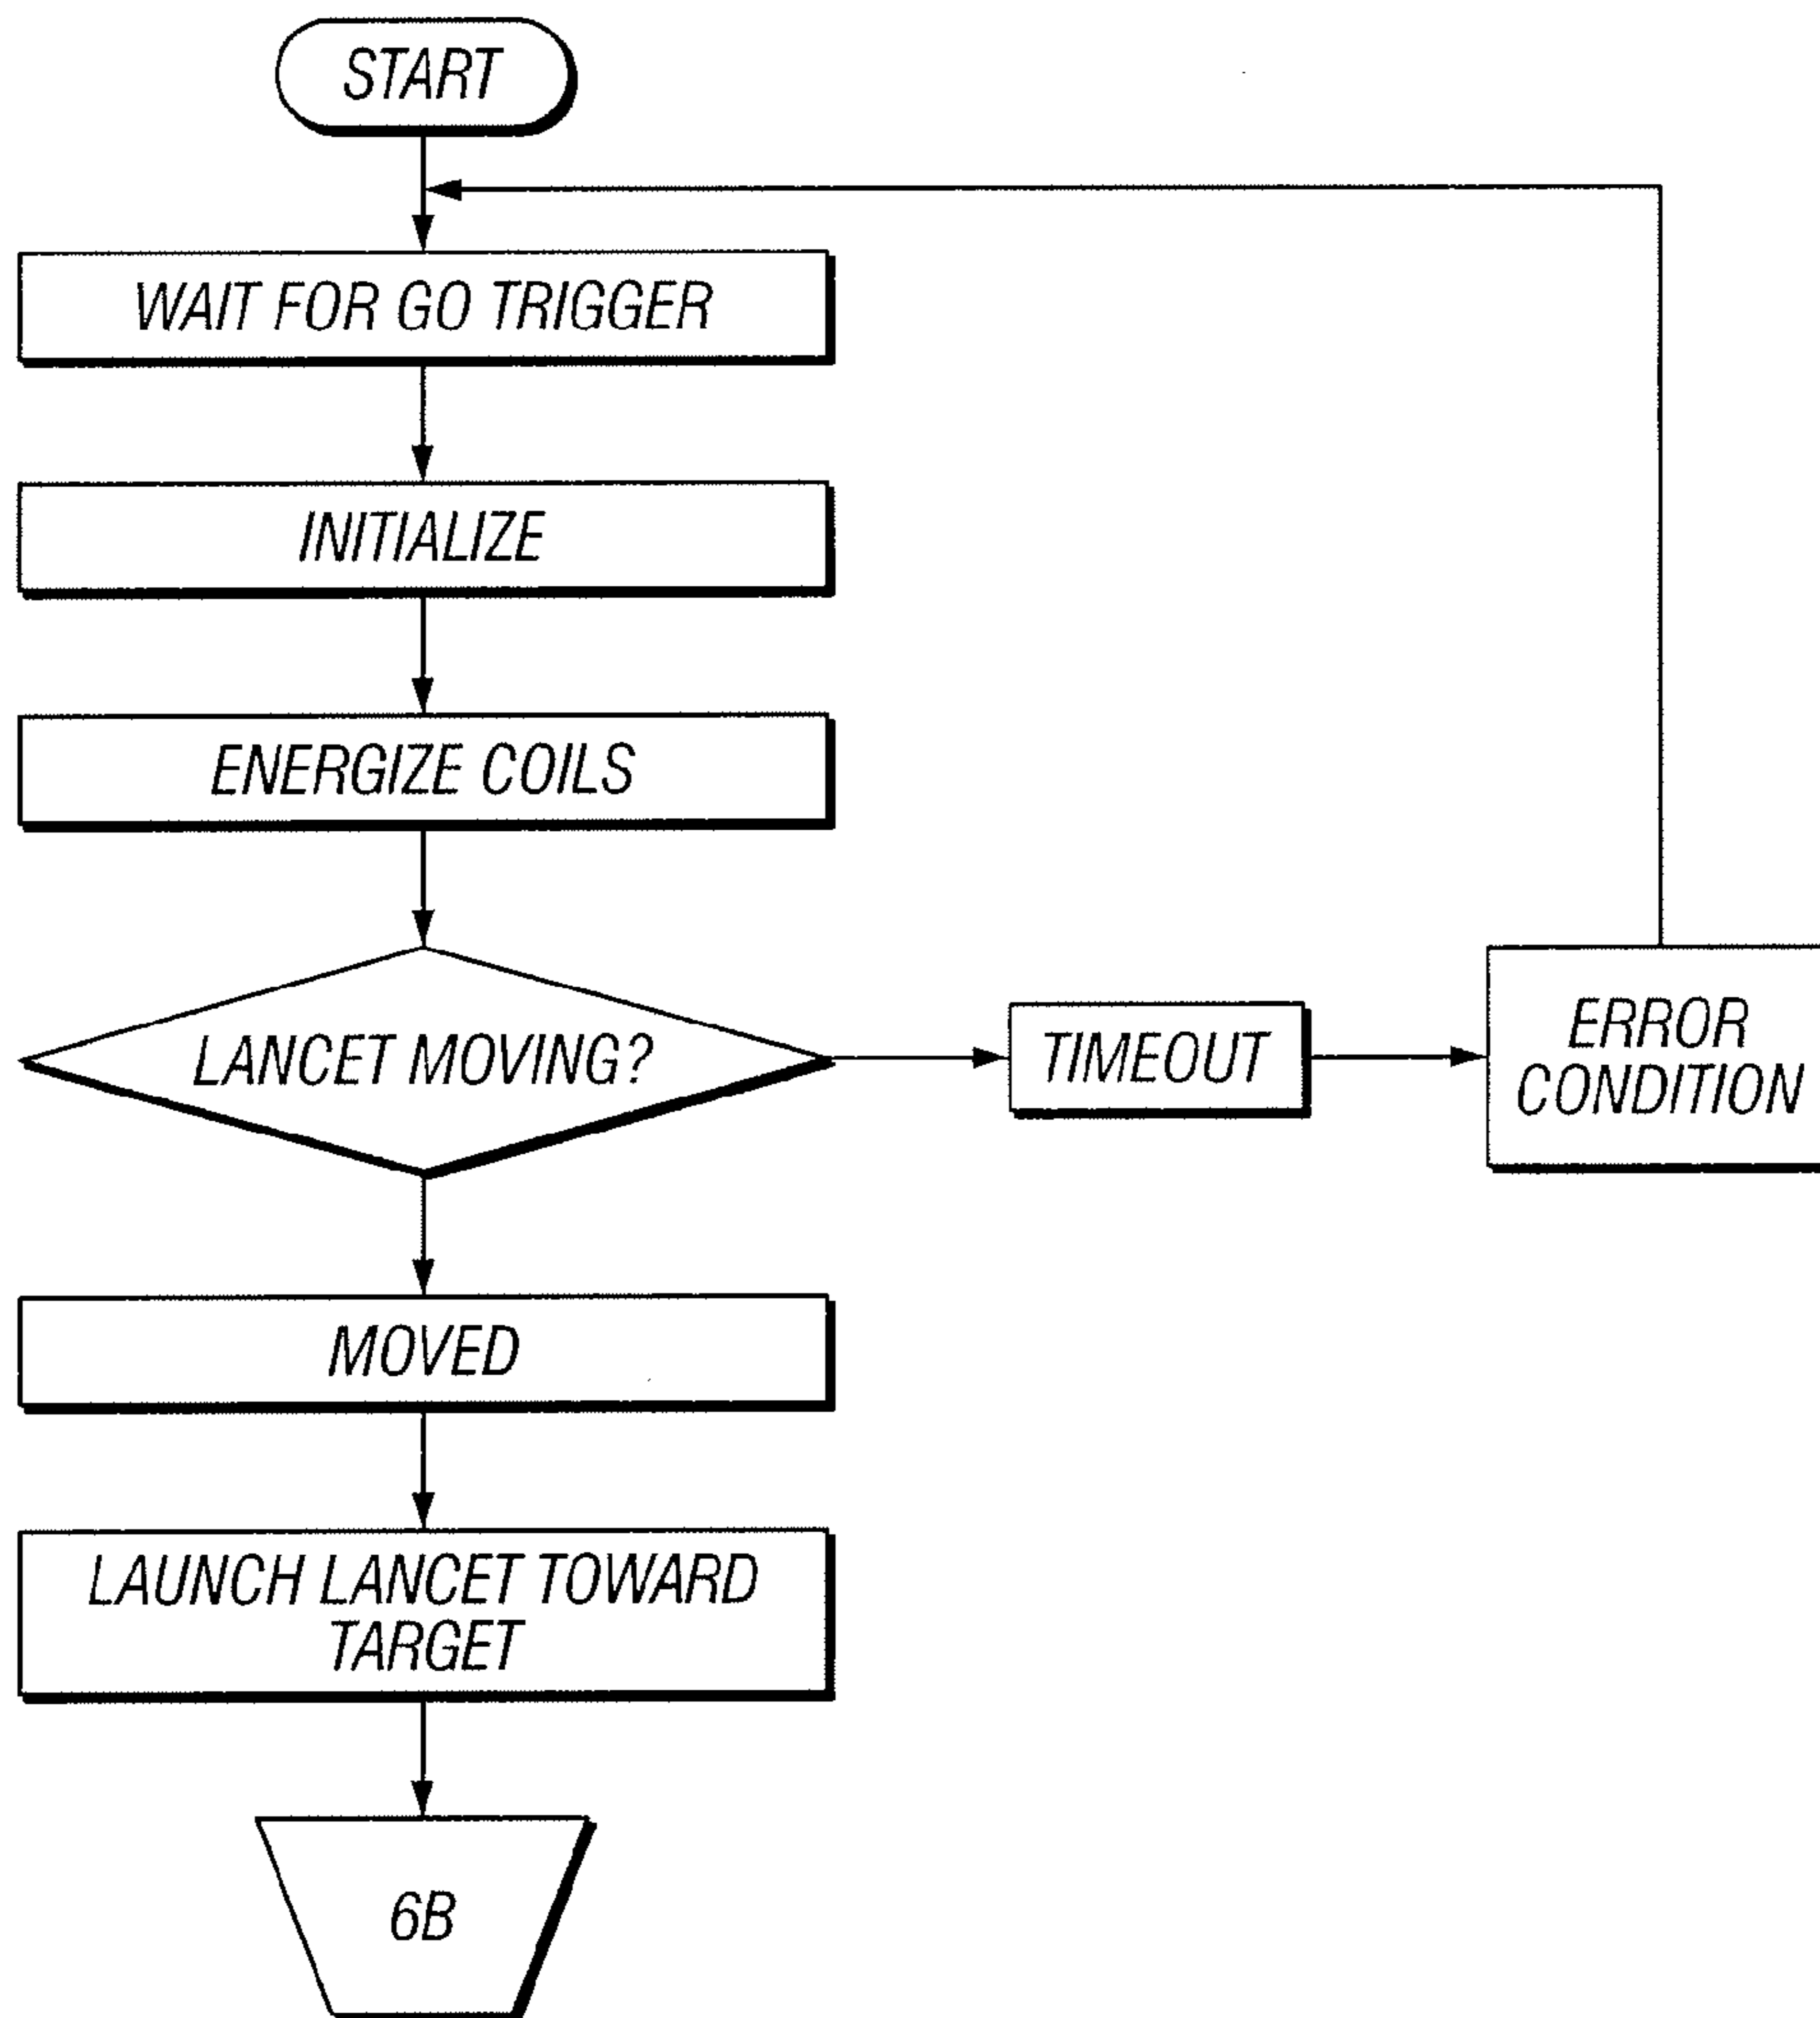 START
WAIT FOR GO TRIGGER
INITIALIZE
ENERGIZE COILS
LANCET MOVING?
TIMEOUT
ERROR
CONDITION
MOVED
LAUNCH LANCET TOWARD
TARGET
6B